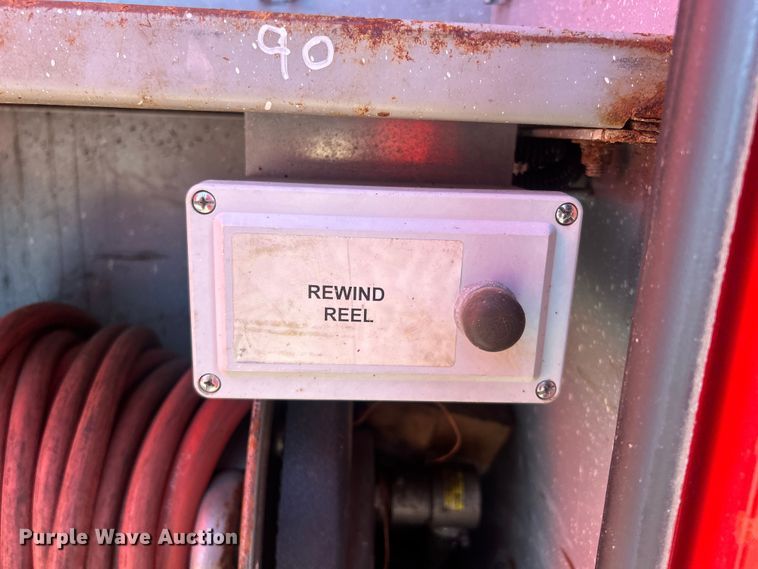 90
REWIND
REEL
Purple Wave Auction